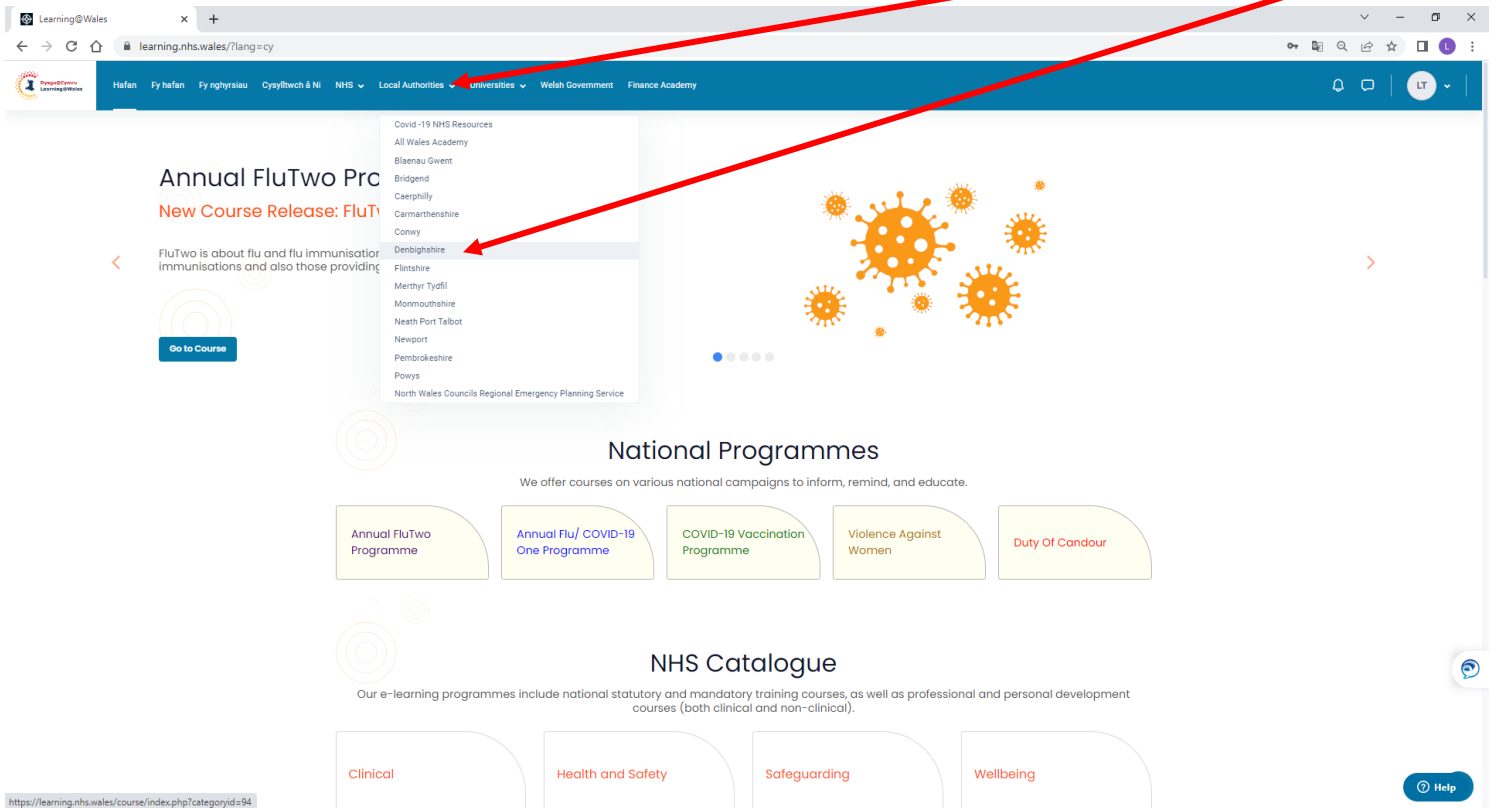 Learning@Wales
learning.nhs.wales/?lang=cy
L
Dysgu@Cymru
Learning@Wales
Hafan Fy hafan Fy nghyrsiau Cysylltwch â Ni NHS Local Authorities Universities Welsh Government Finance Academy
LT
Covid -19 NHS Resources
All Wales Academy
Blaenau Gwent
Bridgend
Caerphilly
Carmarthenshire
Conwy
Denbighshire
Flintshire
Merthyr Tydfil
Monmouthshire
Neath Port Talbot
Newport
Pembrokeshire
Powys
North Wales Councils Regional Emergency Planning Service
Annual FluTwo Pro
New Course Release: FluTw
FluTwo is about flu and flu immunisation
immunisations and also those providing
Go to Course
National Programmes
We offer courses on various national campaigns to inform, remind, and educate.
Annual FluTwo
Programme
Annual Flu/ COVID-19
One Programme
COVID-19 Vaccination
Programme
Violence Against
Women
Duty Of Candour
NHS Catalogue
Our e-learning programmes include national statutory and mandatory training courses, as well as professional and personal development
courses (both clinical and non-clinical).
Clinical
Health and Safety
Safeguarding
Wellbeing
Help
https://learning.nhs.wales/course/index.php?categoryid=94